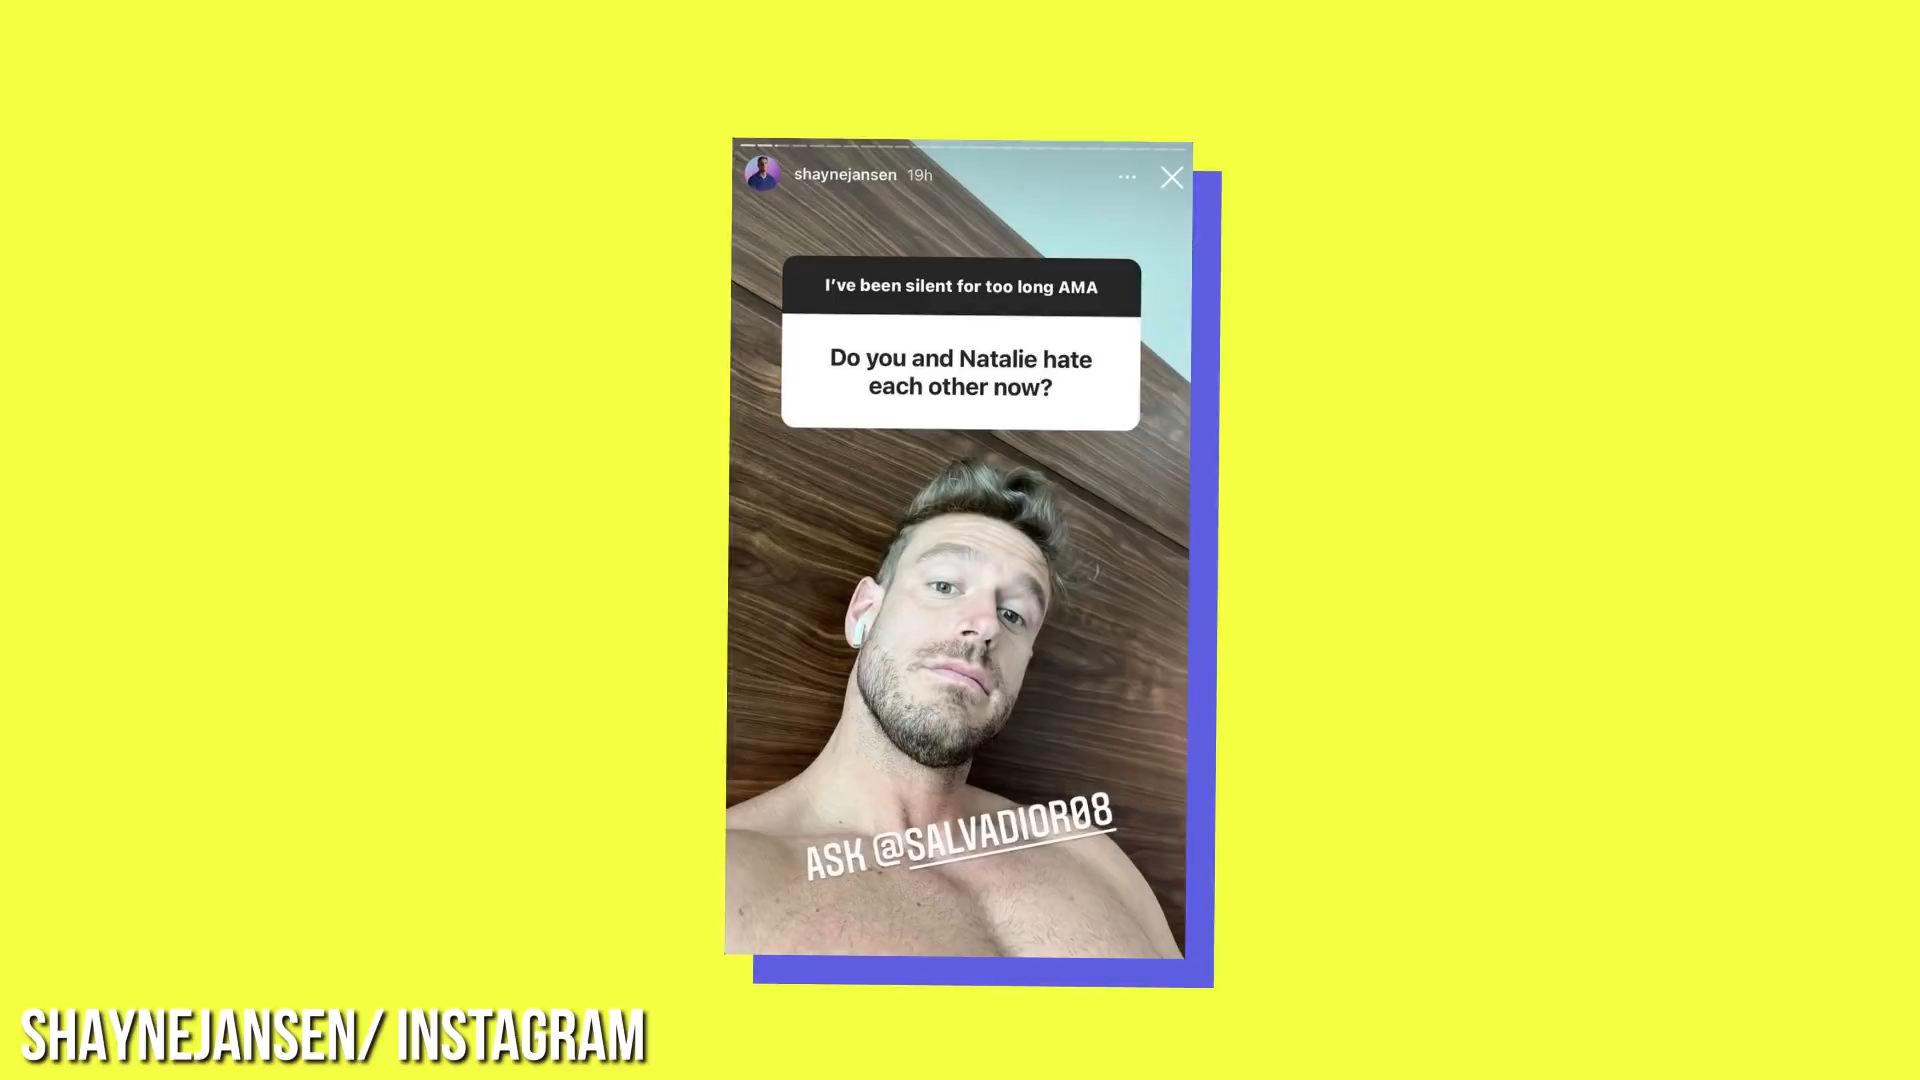 shaynejansen 19h
I've been silent for too long AMA
Do you and Natalie hate
each other now?
ASK @SALVADIOR08
SHAYNEJANSEN/ INSTAGRAM